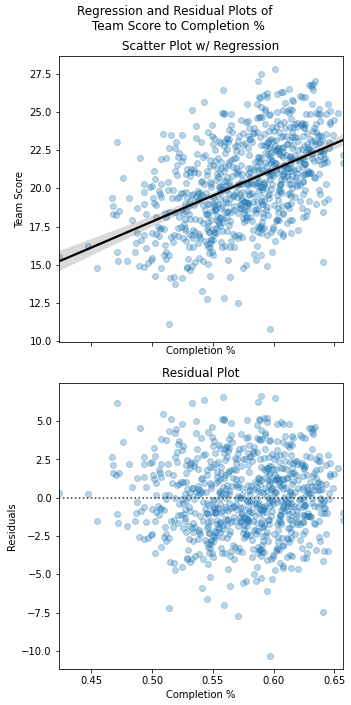 Regression and Residual Plots of
Team Score to Completion %
Scatter Plot w/ Regression
27.5
25.0
22.5
20.0
17.5
15.0
12.5
10.0
Team Score
Completion %
Residual Plot
5.0
2.5
0.0
−2.5
−5.0
−7.5
−10.0
Residuals
0.45 0.50 0.55 0.60 0.65
Completion %